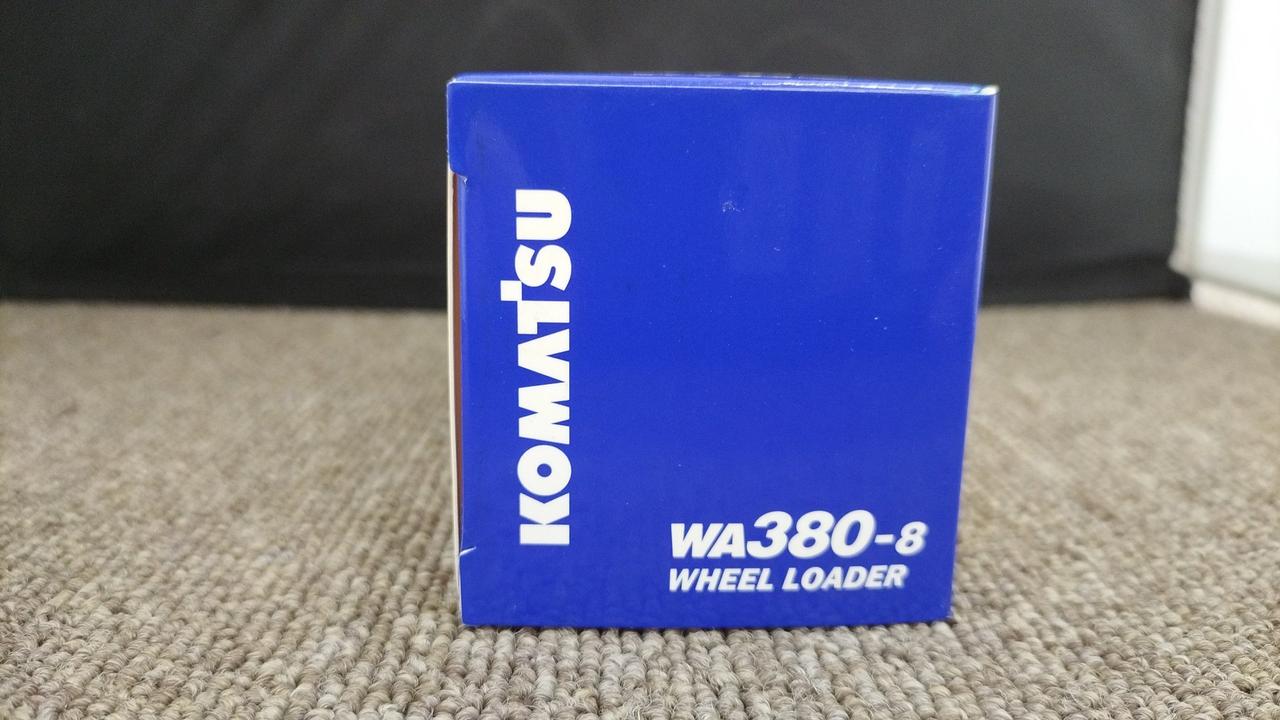 KOMATSU
WA380-8
WHEEL LOADER